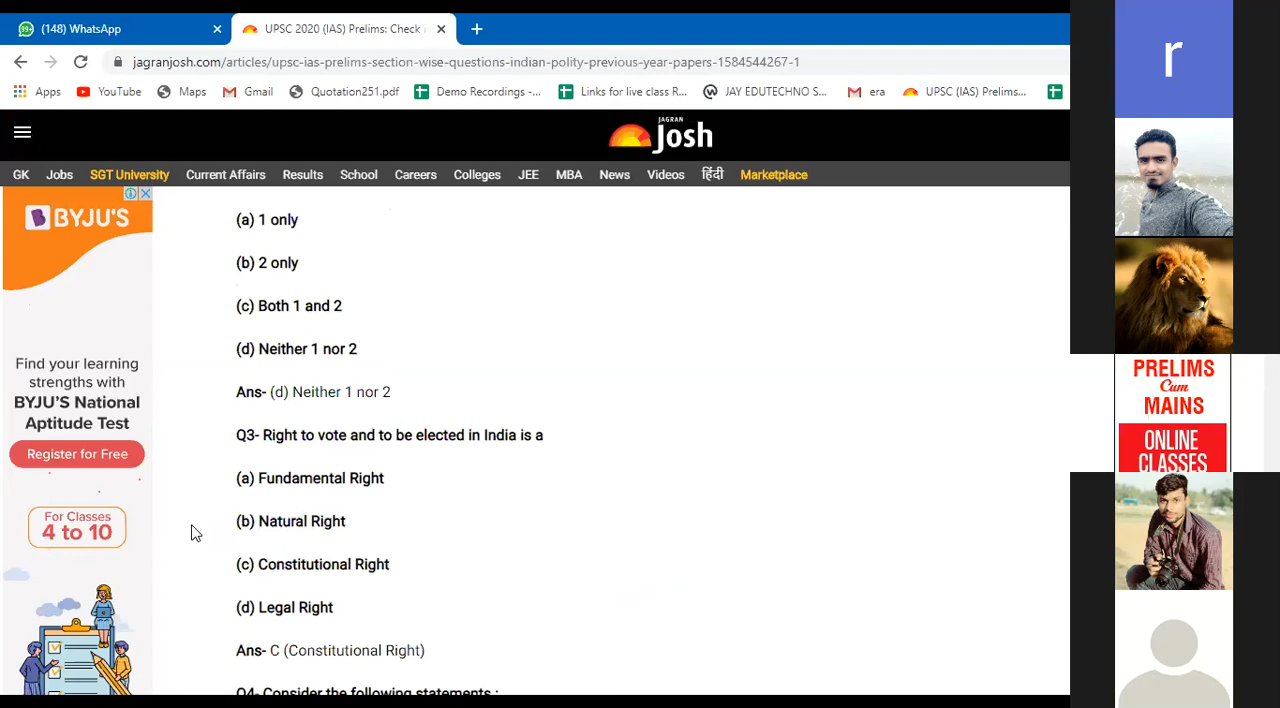 99+
(148) WhatsApp
UPSC 2020 (IAS) Prelims: Check i
jagranjosh.com/articles/upsc-ias-prelims-section-wise-questions-indian-polity-previous-year-papers-1584544267-1
Apps YouTube Maps Gmail Quotation251.pdf Demo Recordings -... Links for live class R... JAY EDUTECHNO S... era UPSC (IAS) Prelims...
JAGRAN
Josh
GK Jobs SGT University Current Affairs Results School Careers Colleges JEE MBA News Videos हिंदी Marketplace
BYJU'S
Find your learning
strengths with
BYJU'S National
Aptitude Test
Register for Free
For Classes
4 to 10
(a) 1 only
(b) 2 only
(c) Both 1 and 2
(d) Neither 1 nor 2
Ans- (d) Neither 1 nor 2
Q3- Right to vote and to be elected in India is a
(a) Fundamental Right
(b) Natural Right
(c) Constitutional Right
(d) Legal Right
Ans- C (Constitutional Right)
Q4- Consider the following statements :
r
PRELIMS
Cum
MAINS
ONLINE
CLASSES